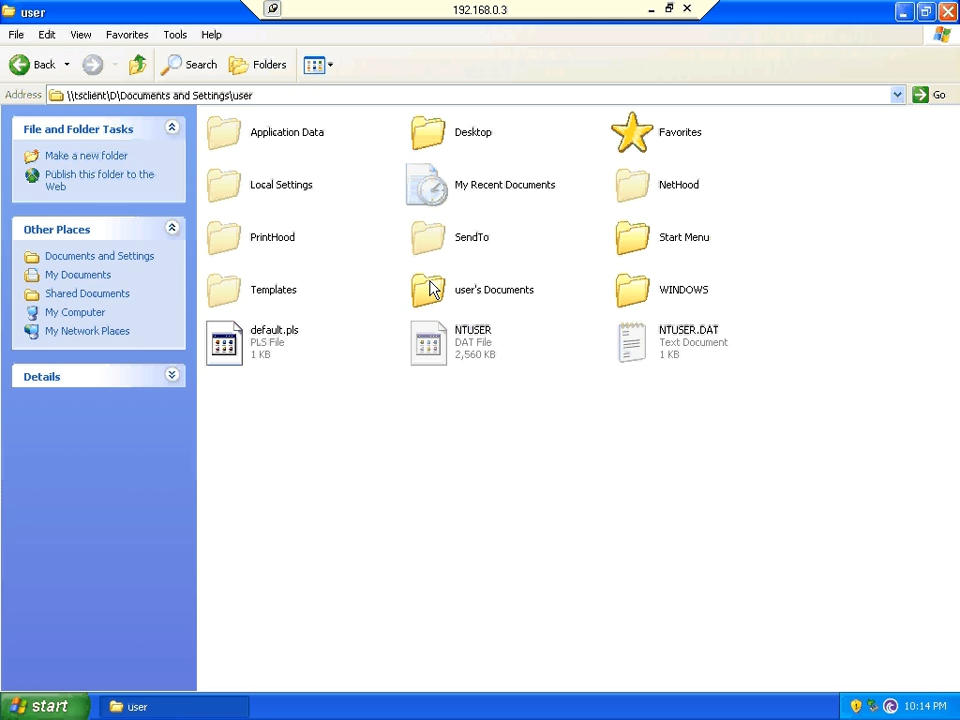 user
192.168.0.3
File Edit View Favorites Tools Help
Back Search Folders
Address \\tsclient\D\Documents and Settings\user Go
File and Folder Tasks
Make a new folder
Publish this folder to the
Web
Other Places
Documents and Settings
My Documents
Shared Documents
My Computer
My Network Places
Details
Application Data Desktop Favorites
Local Settings My Recent Documents NetHood
PrintHood SendTo Start Menu
Templates user's Documents WINDOWS
default.pls
PLS File
1 KB
NTUSER
DAT File
2,560 KB
NTUSER.DAT
Text Document
1 KB
start user 10:14 PM